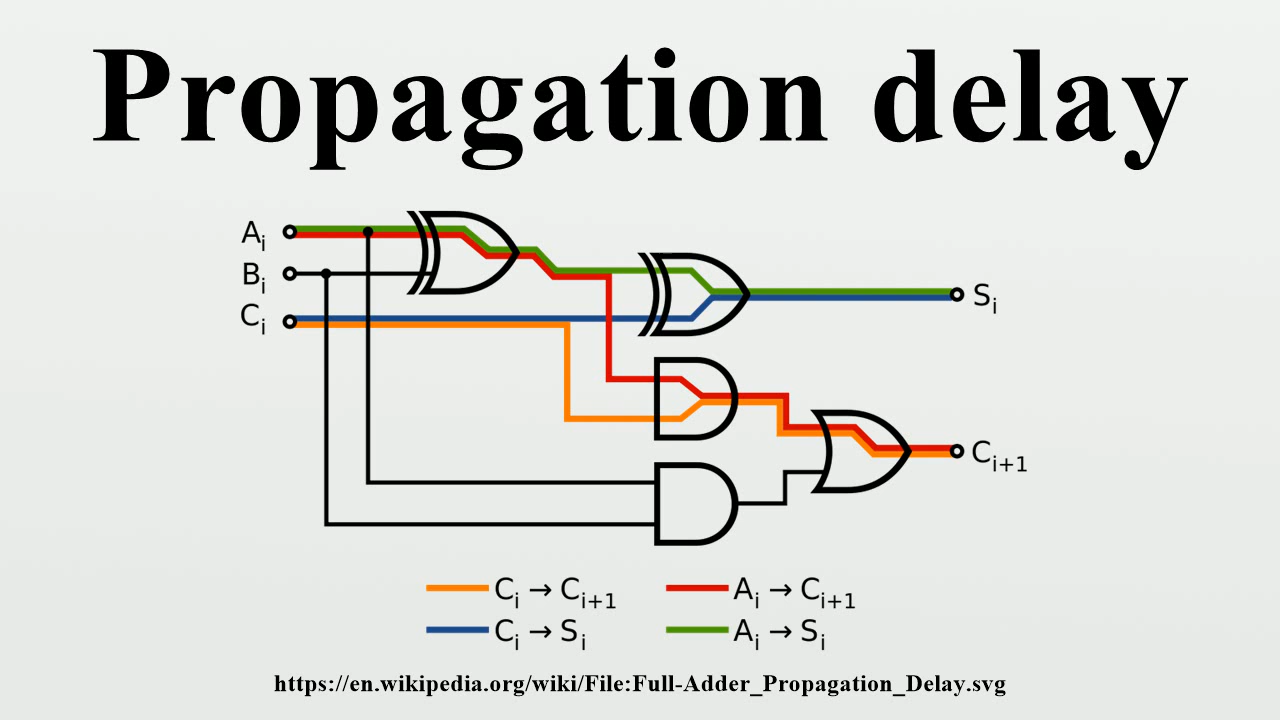 Propagation delay
Aᵢ
Bᵢ
Cᵢ
Sᵢ
Cᵢ₊₁
Cᵢ → Cᵢ₊₁ Aᵢ → Cᵢ₊₁
Cᵢ → Sᵢ Aᵢ → Sᵢ
https://en.wikipedia.org/wiki/File:Full-Adder_Propagation_Delay.svg